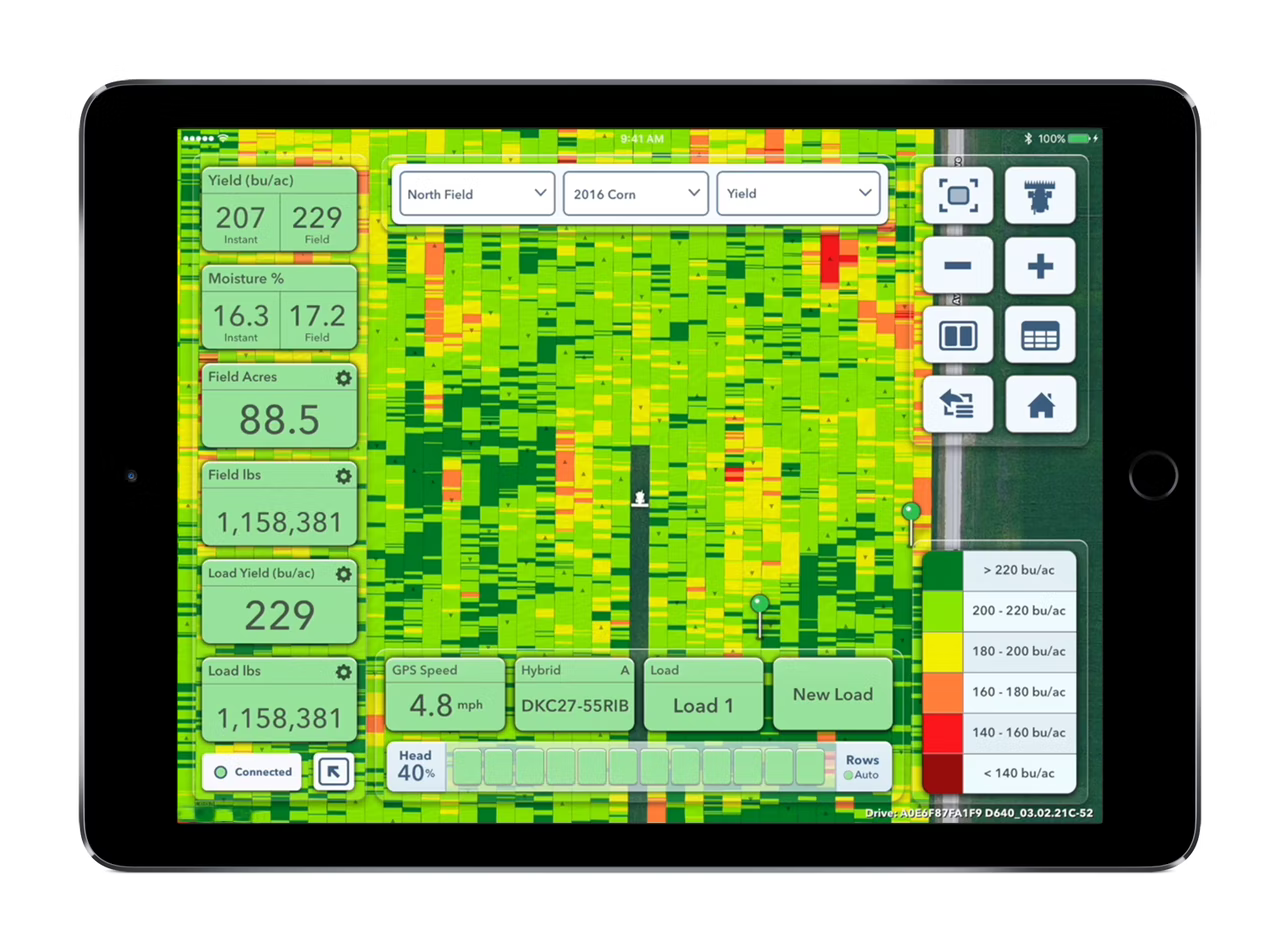 9:41 AM
100%
Yield (bu/ac)
207 229
Instant Field
Moisture %
16.3 17.2
Instant Field
Field Acres
88.5
Field lbs
1,158,381
Load Yield (bu/ac)
229
Load lbs
1,158,381
Connected
North Field 2016 Corn Yield
GPS Speed
4.8 mph
Hybrid A
DKC27-55RIB
Load
Load 1
New Load
Head
40%
Rows
Auto
> 220 bu/ac
200 - 220 bu/ac
180 - 200 bu/ac
160 - 180 bu/ac
140 - 160 bu/ac
< 140 bu/ac
Drive: A0E6F87FA1F9 D640_03.02.21C-52